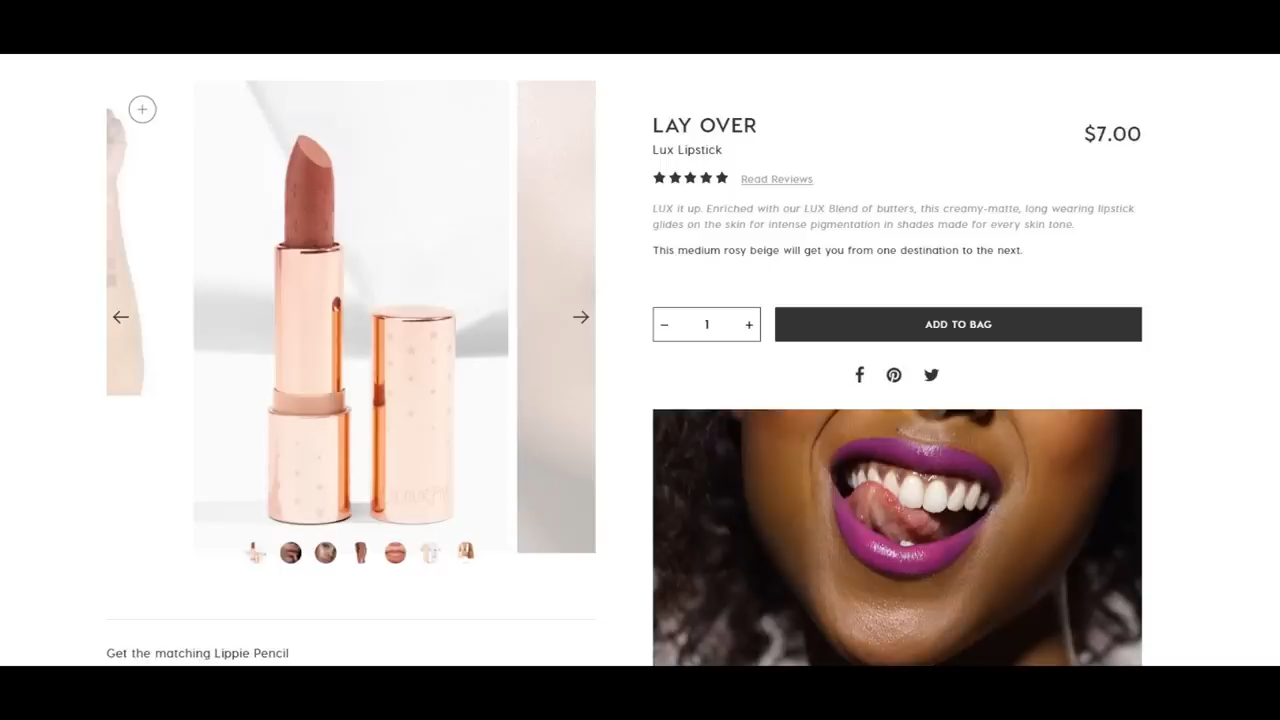 LAY OVER
$7.00
Lux Lipstick
Read Reviews
LUX it up. Enriched with our LUX Blend of butters, this creamy-matte, long wearing lipstick
glides on the skin for intense pigmentation in shades made for every skin tone.
This medium rosy beige will get you from one destination to the next.
− 1 +
ADD TO BAG
Get the matching Lippie Pencil